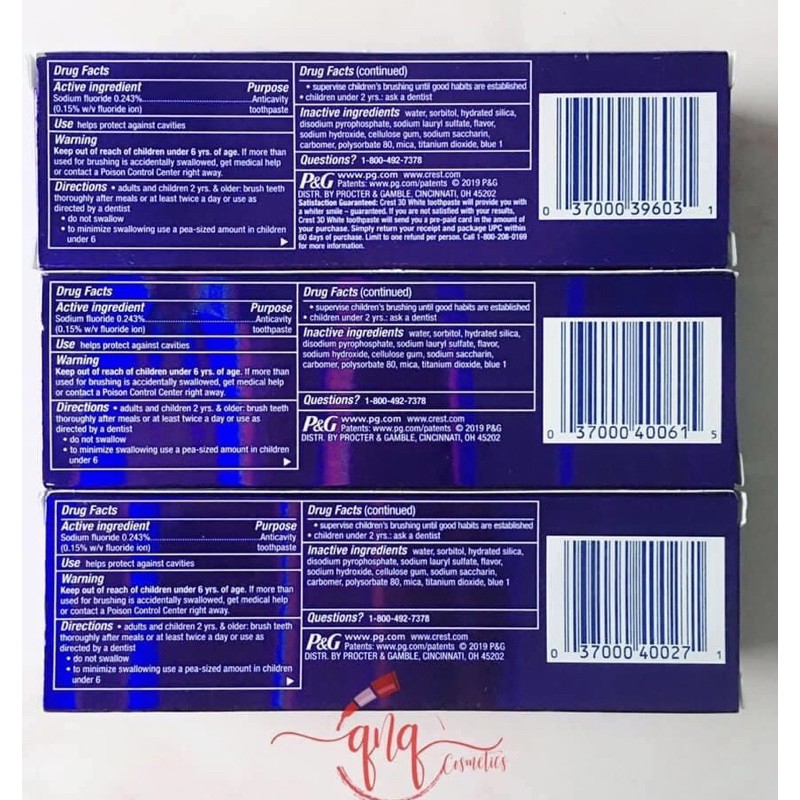 Drug Facts
Active ingredient Purpose
Sodium fluoride 0.243%......................................Anticavity
(0.15% w/v fluoride ion) toothpaste
Use helps protect against cavities
Warning
Keep out of reach of children under 6 yrs. of age. If more than
used for brushing is accidentally swallowed, get medical help
or contact a Poison Control Center right away.
Directions • adults and children 2 yrs. & older: brush teeth
thoroughly after meals or at least twice a day or use as
directed by a dentist
• do not swallow
• to minimize swallowing use a pea-sized amount in children
under 6
Drug Facts (continued)
• supervise children's brushing until good habits are established
• children under 2 yrs.: ask a dentist
Inactive ingredients water, sorbitol, hydrated silica,
disodium pyrophosphate, sodium lauryl sulfate, flavor,
sodium hydroxide, cellulose gum, sodium saccharin,
carbomer, polysorbate 80, mica, titanium dioxide, blue 1
Questions? 1-800-492-7378
P&G www.pg.com www.crest.com
Patents: www.pg.com/patents © 2019 P&G
DISTR. BY PROCTER & GAMBLE, CINCINNATI, OH 45202
Satisfaction Guaranteed: Crest 3D White toothpaste will provide you with
a whiter smile – guaranteed. If you are not satisfied with your results,
Crest 3D White toothpaste will send you a pre-paid card in the amount of
your purchase. Simply return your receipt and package UPC within
60 days of purchase. Limit to one refund per person. Call 1-800-208-0169
for more information.
0 37000 39603 1
Drug Facts
Active ingredient Purpose
Sodium fluoride 0.243%......................................Anticavity
(0.15% w/v fluoride ion) toothpaste
Use helps protect against cavities
Warning
Keep out of reach of children under 6 yrs. of age. If more than
used for brushing is accidentally swallowed, get medical help
or contact a Poison Control Center right away.
Directions • adults and children 2 yrs. & older: brush teeth
thoroughly after meals or at least twice a day or use as
directed by a dentist
• do not swallow
• to minimize swallowing use a pea-sized amount in children
under 6
Drug Facts (continued)
• supervise children's brushing until good habits are established
• children under 2 yrs.: ask a dentist
Inactive ingredients water, sorbitol, hydrated silica,
disodium pyrophosphate, sodium lauryl sulfate, flavor,
sodium hydroxide, cellulose gum, sodium saccharin,
carbomer, polysorbate 80, mica, titanium dioxide, blue 1
Questions? 1-800-492-7378
P&G www.pg.com www.crest.com
Patents: www.pg.com/patents © 2019 P&G
DISTR. BY PROCTER & GAMBLE, CINCINNATI, OH 45202
0 37000 40061 5
Drug Facts
Active ingredient Purpose
Sodium fluoride 0.243%......................................Anticavity
(0.15% w/v fluoride ion) toothpaste
Use helps protect against cavities
Warning
Keep out of reach of children under 6 yrs. of age. If more than
used for brushing is accidentally swallowed, get medical help
or contact a Poison Control Center right away.
Directions • adults and children 2 yrs. & older: brush teeth
thoroughly after meals or at least twice a day or use as
directed by a dentist
• do not swallow
• to minimize swallowing use a pea-sized amount in children
under 6
Drug Facts (continued)
• supervise children's brushing until good habits are established
• children under 2 yrs.: ask a dentist
Inactive ingredients water, sorbitol, hydrated silica,
disodium pyrophosphate, sodium lauryl sulfate, flavor,
sodium hydroxide, cellulose gum, sodium saccharin,
carbomer, polysorbate 80, mica, titanium dioxide, blue 1
Questions? 1-800-492-7378
P&G www.pg.com www.crest.com
Patents: www.pg.com/patents © 2019 P&G
DISTR. BY PROCTER & GAMBLE, CINCINNATI, OH 45202
0 37000 40027 1
qnq
Cosmetics